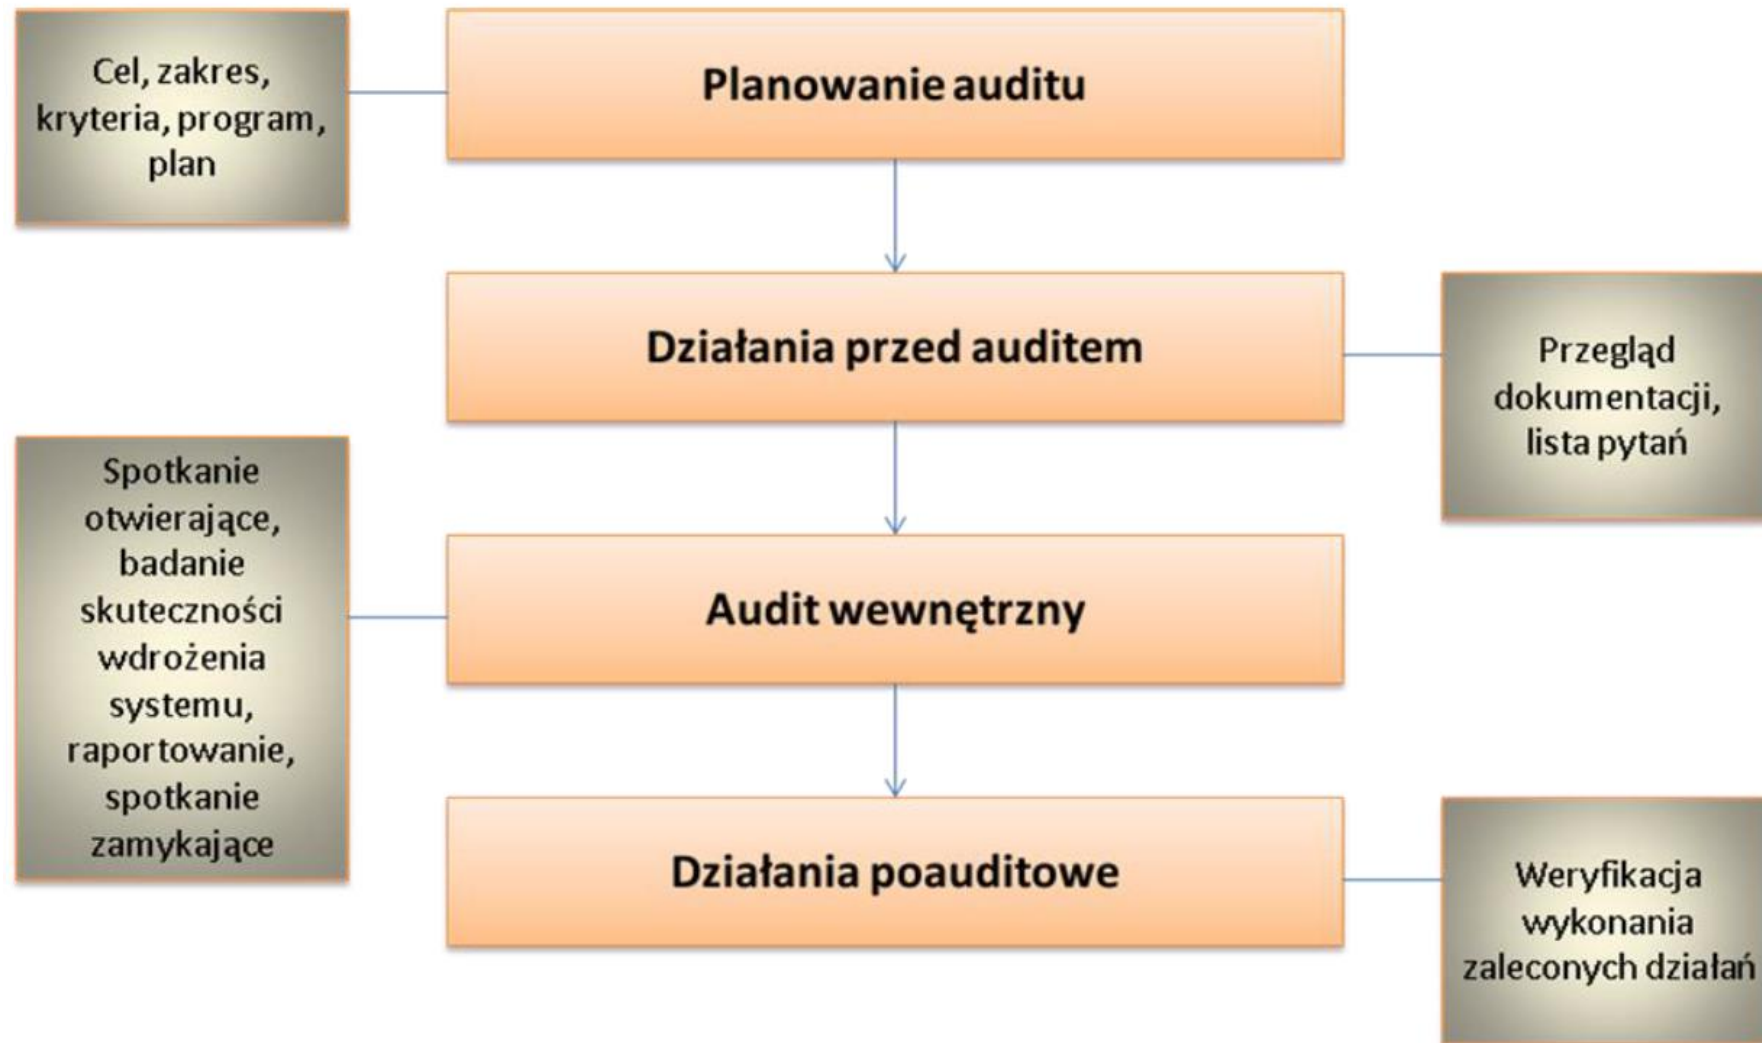 Cel, zakres,
kryteria, program,
plan
Planowanie auditu
Działania przed auditem
Przegląd
dokumentacji,
lista pytań
Spotkanie
otwierające,
badanie
skuteczności
wdrożenia
systemu,
raportowanie,
spotkanie
zamykające
Audit wewnętrzny
Działania poauditowe
Weryfikacja
wykonania
zaleconych działań